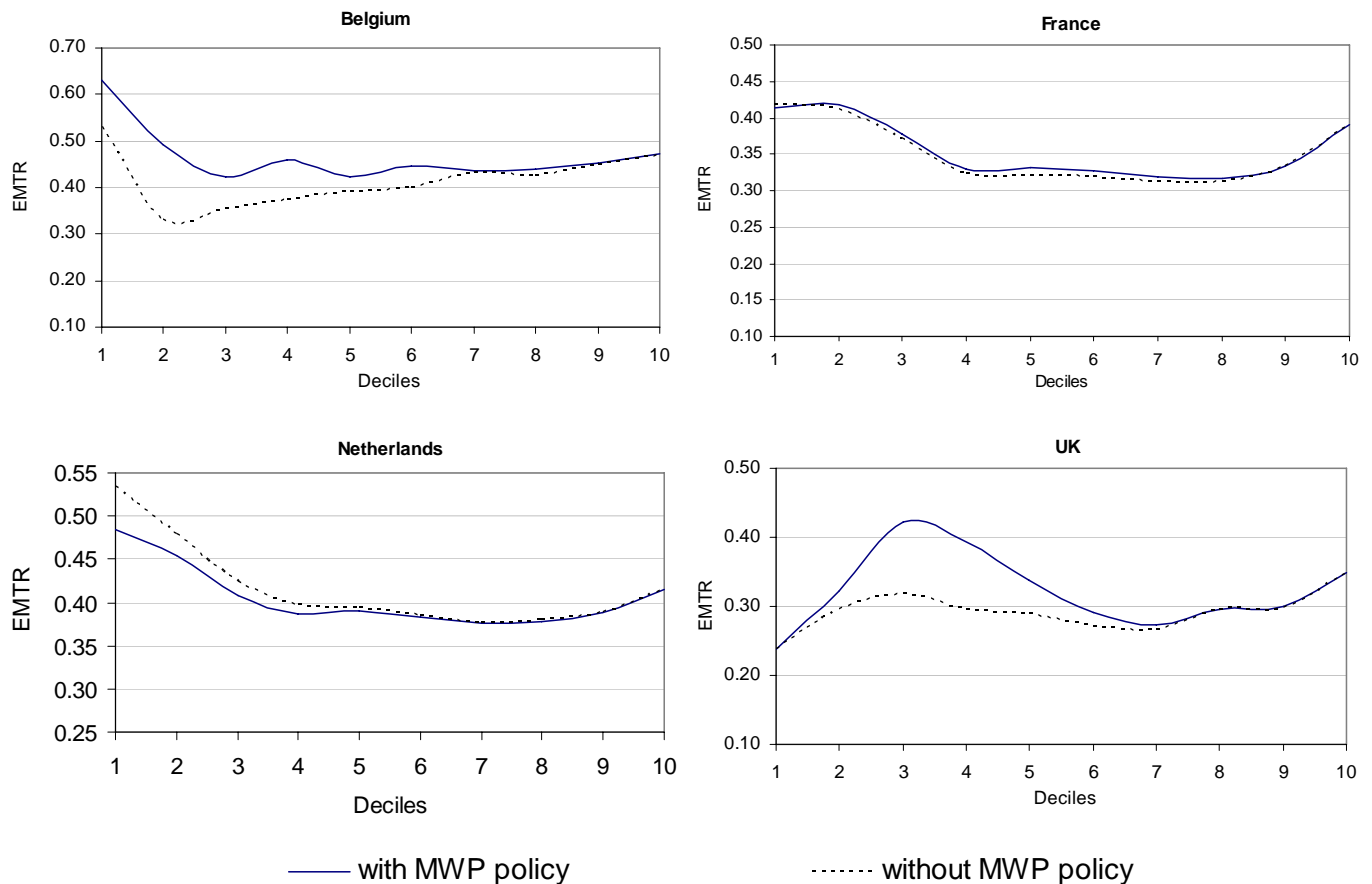 Belgium
0.70
0.60
0.50
0.40
0.30
0.20
0.10
EMTR
1 2 3 4 5 6 7 8 9 10
Deciles
France
0.50
0.45
0.40
0.35
0.30
0.25
0.20
0.15
0.10
EMTR
1 2 3 4 5 6 7 8 9 10
Deciles
Netherlands
0.55
0.50
0.45
0.40
0.35
0.30
0.25
EMTR
1 2 3 4 5 6 7 8 9 10
Deciles
UK
0.50
0.40
0.30
0.20
0.10
EMTR
1 2 3 4 5 6 7 8 9 10
Deciles
with MWP policy
without MWP policy